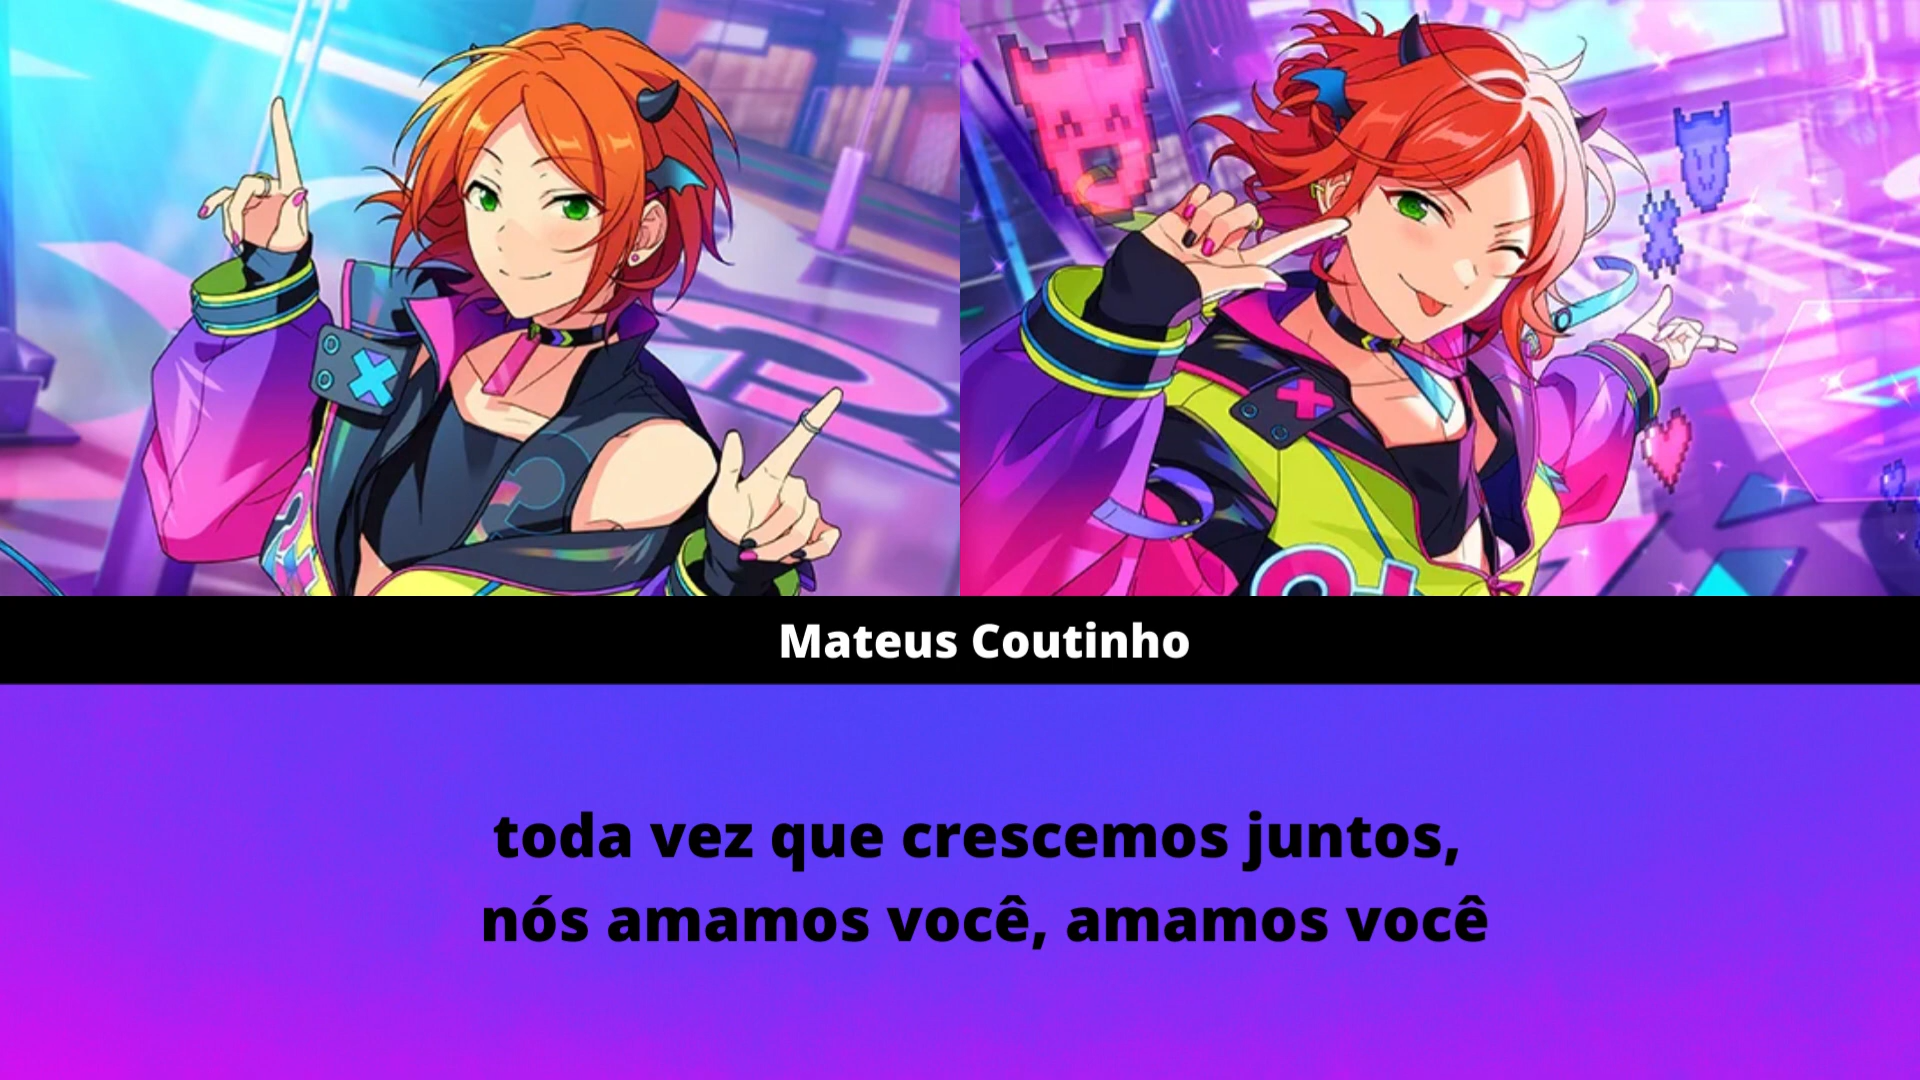 Mateus Coutinho
toda vez que crescemos juntos,
nós amamos você, amamos você